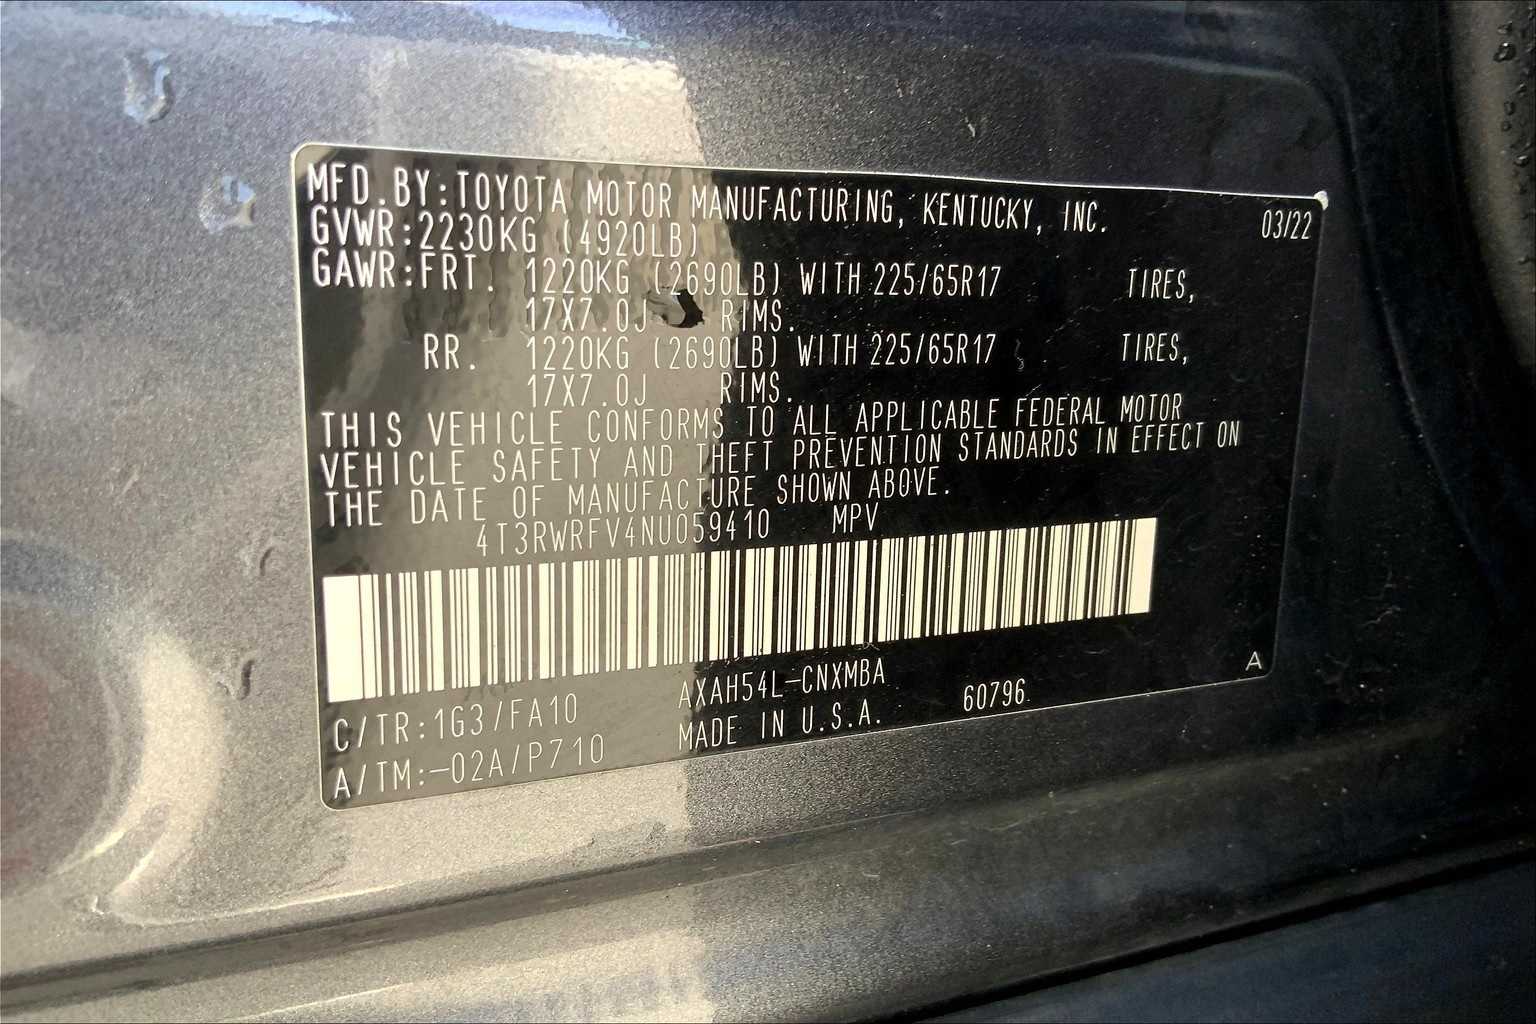 MFD.BY:TOYOTA MOTOR MANUFACTURING, KENTUCKY, INC.
03/22
GVWR:2230KG (4920LB)
GAWR:FRT. 1220KG (2690LB) WITH 225/65R17 TIRES,
17X7.0J RIMS.
RR. 1220KG (2690LB) WITH 225/65R17 TIRES,
17X7.0J RIMS.
THIS VEHICLE CONFORMS TO ALL APPLICABLE FEDERAL MOTOR
VEHICLE SAFETY AND THEFT PREVENTION STANDARDS IN EFFECT ON
THE DATE OF MANUFACTURE SHOWN ABOVE.
4T3RWRFV4NU059410 MPV
C/TR:1G3/FA10 AXAH54L-CNXMBA 60796 A
A/TM:-02A/P710 MADE IN U.S.A.